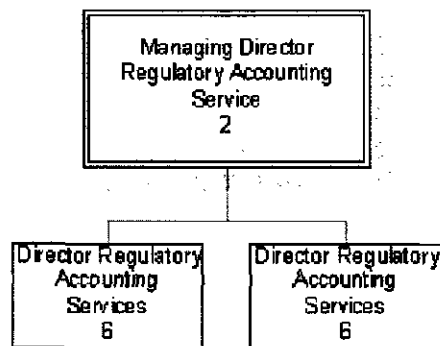 Managing Director
Regulatory Accounting
Service
2
Director Regulatory
Accounting
Services
6
Director Regulatory
Accounting
Services
6